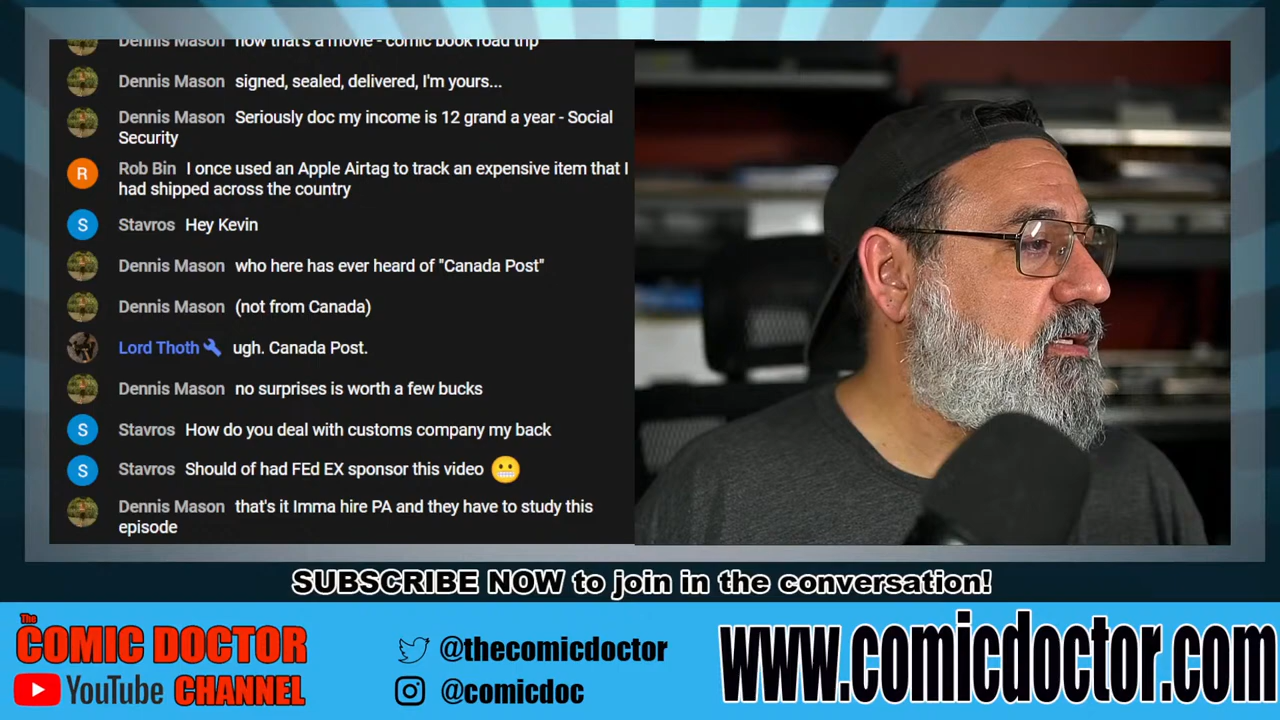 Dennis Mason now that's a movie - comic book road trip
Dennis Mason signed, sealed, delivered, I'm yours...
Dennis Mason Seriously doc my income is 12 grand a year - Social
Security
R Rob Bin I once used an Apple Airtag to track an expensive item that I
had shipped across the country
S Stavros Hey Kevin
Dennis Mason who here has ever heard of "Canada Post"
Dennis Mason (not from Canada)
Lord Thoth ugh. Canada Post.
Dennis Mason no surprises is worth a few bucks
S Stavros How do you deal with customs company my back
S Stavros Should of had FEd EX sponsor this video 😬
Dennis Mason that's it Imma hire PA and they have to study this
episode
SUBSCRIBE NOW to join in the conversation!
The
COMIC DOCTOR
YouTube CHANNEL
@thecomicdoctor
@comicdoc
www.comicdoctor.com